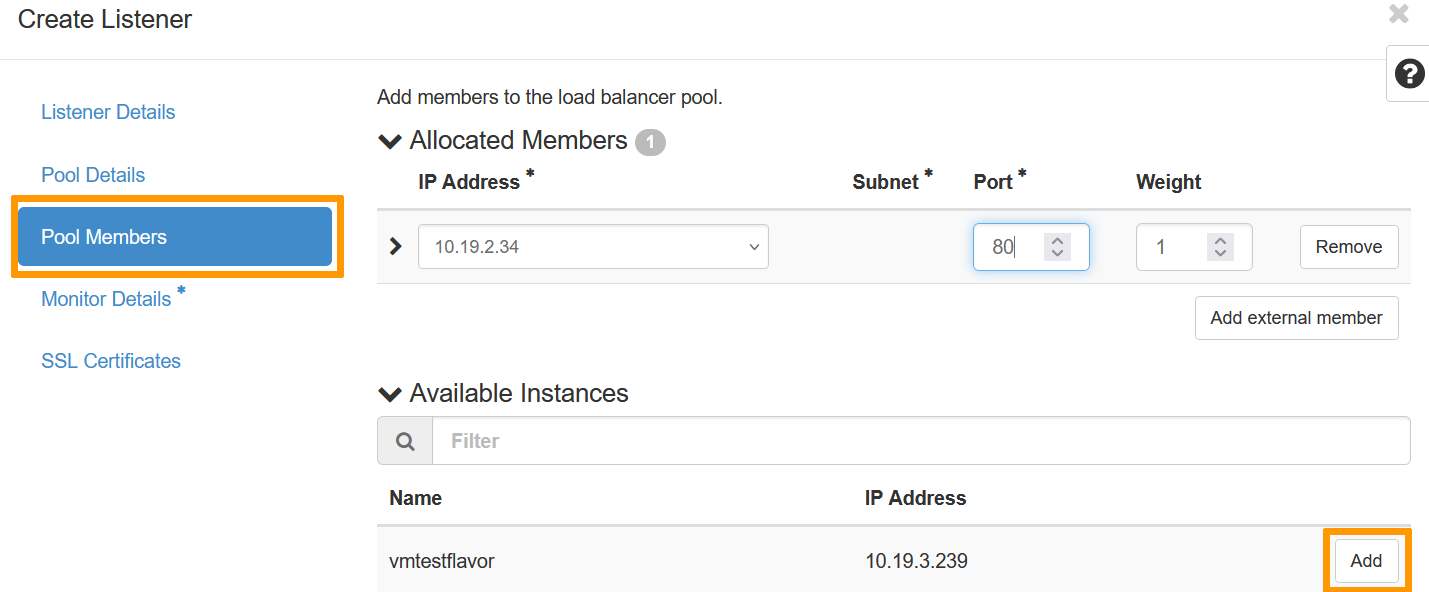 Create Listener
Listener Details
Pool Details
Pool Members
Monitor Details *
SSL Certificates
Add members to the load balancer pool.
Allocated Members 1
IP Address * Subnet * Port * Weight
10.19.2.34 80 1 Remove
Add external member
Available Instances
Filter
Name IP Address
vmtestflavor 10.19.3.239 Add